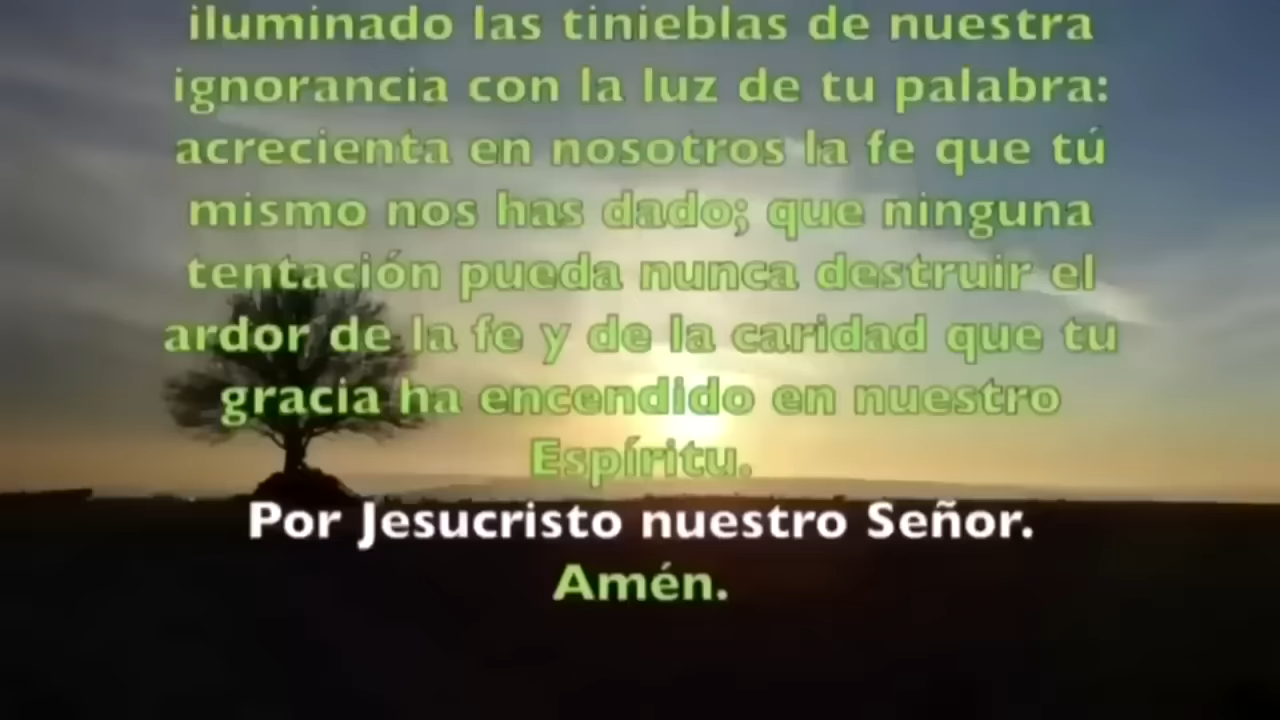 iluminado las tinieblas de nuestra
ignorancia con la luz de tu palabra:
acrecienta en nosotros la fe que tú
mismo nos has dado; que ninguna
tentación pueda nunca destruir el
ardor de la fe y de la caridad que tu
gracia ha encendido en nuestro
Espíritu.
Por Jesucristo nuestro Señor.
Amén.